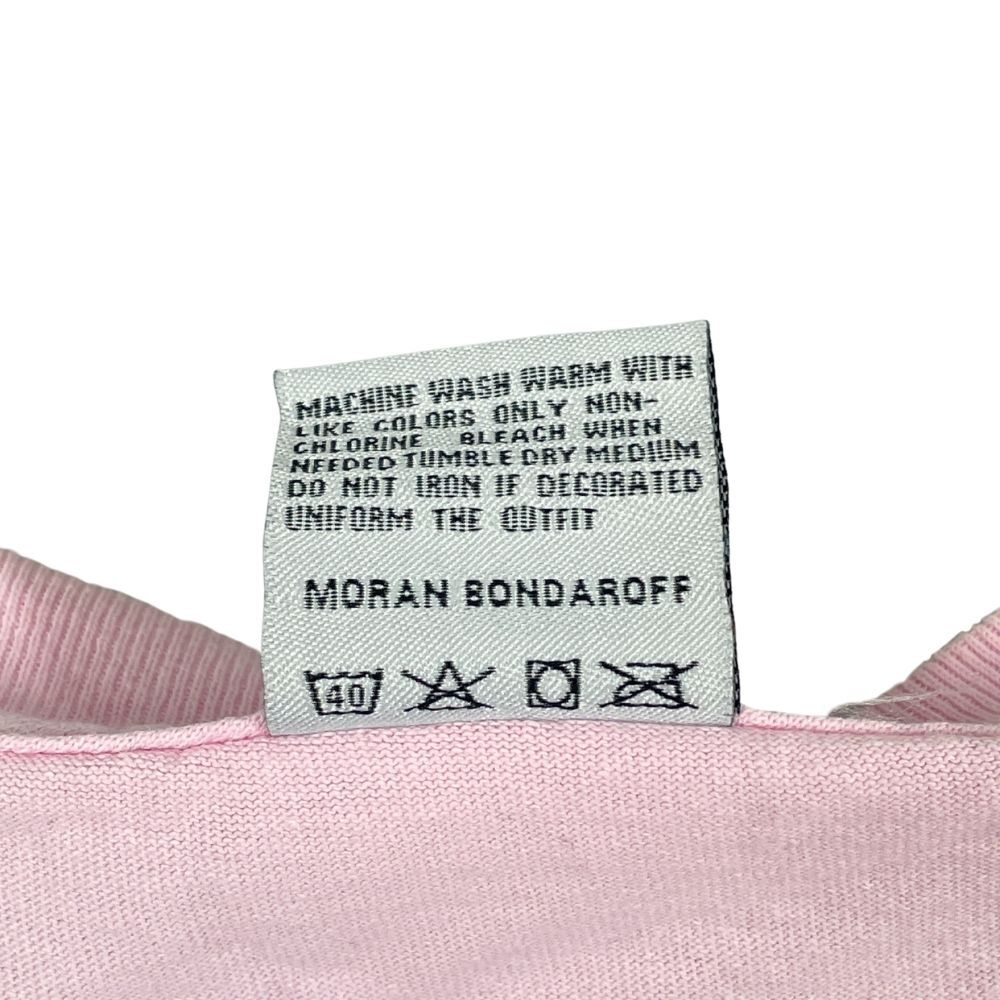 MACHINE WASH WARM WITH
LIKE COLORS ONLY NON-
CHLORINE BLEACH WHEN
NEEDED TUMBLE DRY MEDIUM
DO NOT IRON IF DECORATED
UNIFORM THE OUTFIT
MORAN BONDAROFF
40